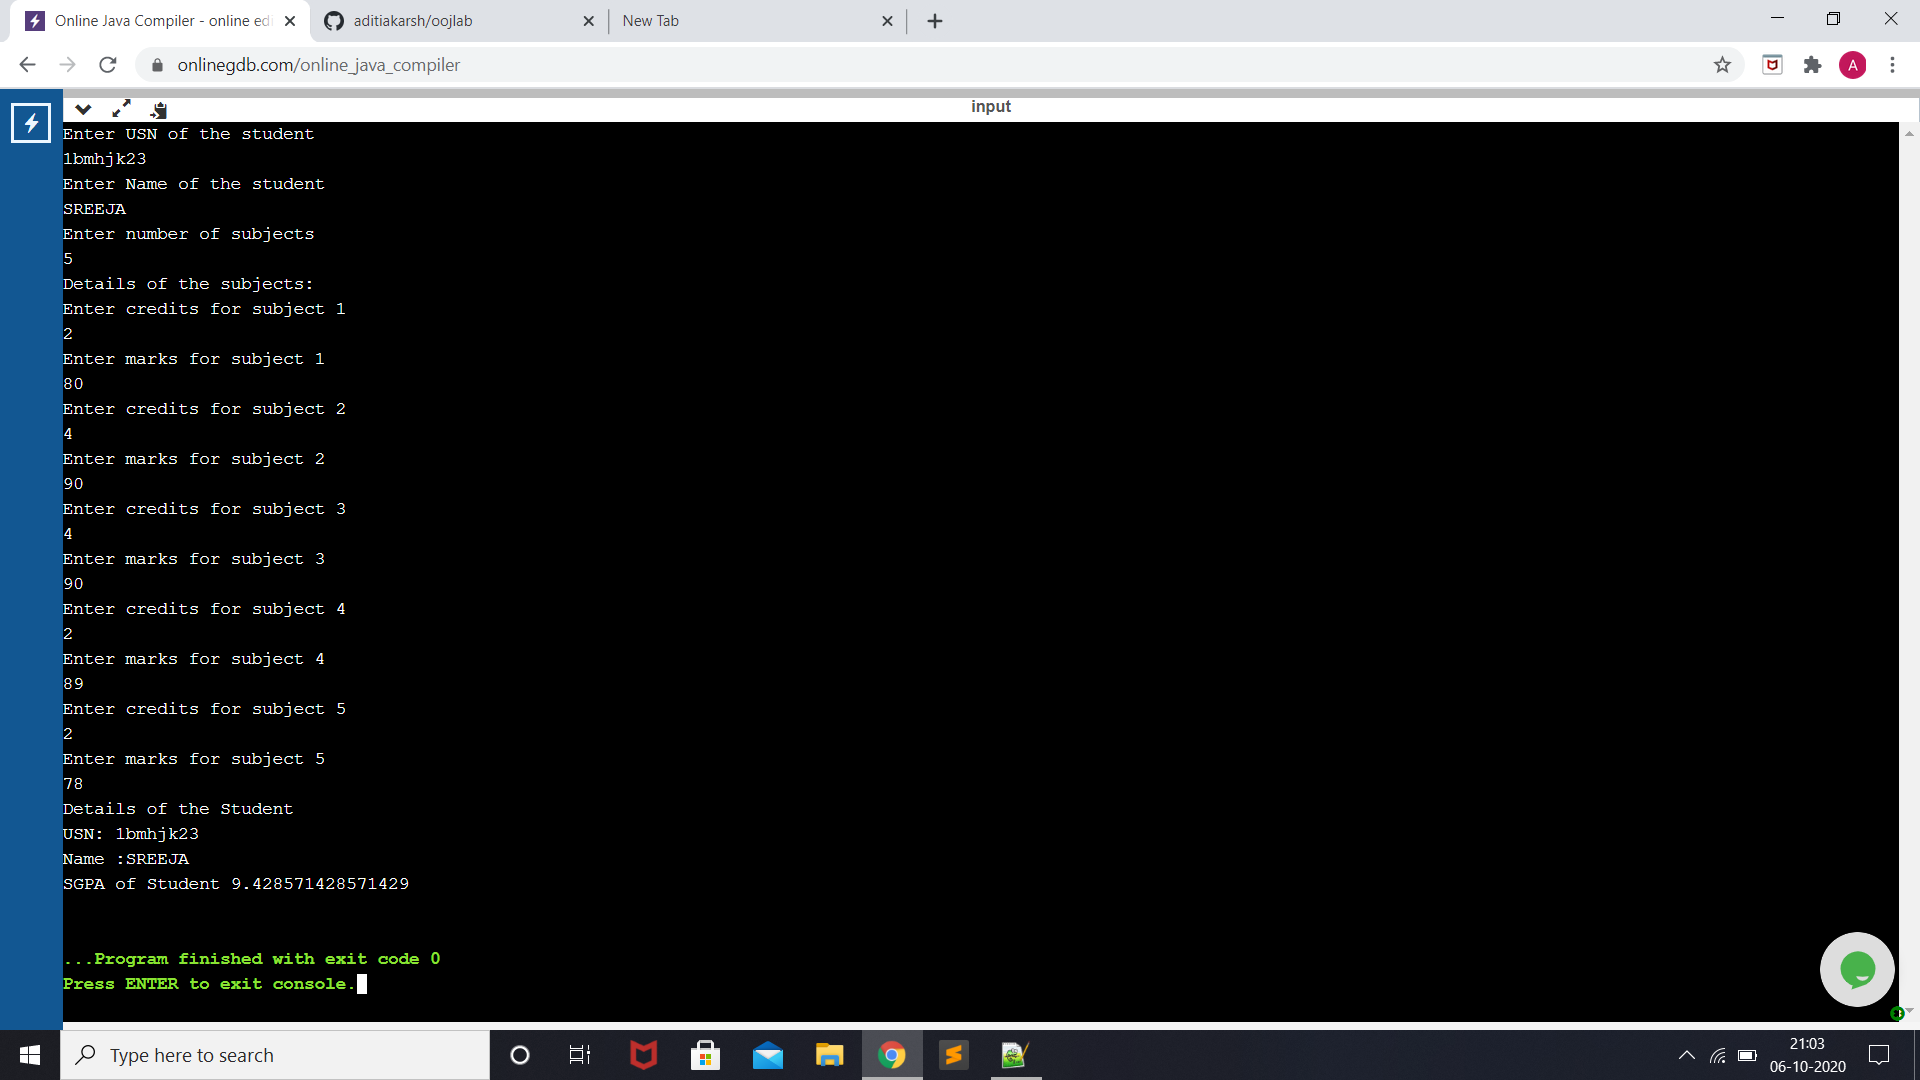 Online Java Compiler - online edi
aditiakarsh/oojlab
New Tab
onlinegdb.com/online_java_compiler
A
input
Enter USN of the student
1bmhjk23
Enter Name of the student
SREEJA
Enter number of subjects
5
Details of the subjects:
Enter credits for subject 1
2
Enter marks for subject 1
80
Enter credits for subject 2
4
Enter marks for subject 2
90
Enter credits for subject 3
4
Enter marks for subject 3
90
Enter credits for subject 4
2
Enter marks for subject 4
89
Enter credits for subject 5
2
Enter marks for subject 5
78
Details of the Student
USN: 1bmhjk23
Name :SREEJA
SGPA of Student 9.428571428571429
...Program finished with exit code 0
Press ENTER to exit console.
Type here to search
21:03
06-10-2020